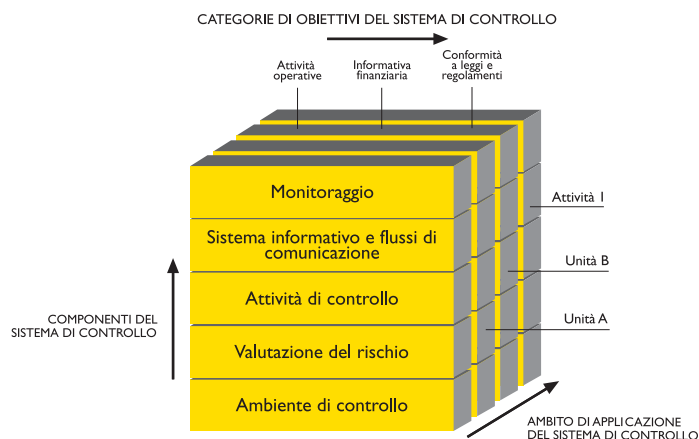 CATEGORIE DI OBIETTIVI DEL SISTEMA DI CONTROLLO
Attività
operative
Informativa
finanziaria
Conformità
a leggi e
regolamenti
Monitoraggio
Sistema informativo e flussi di
comunicazione
Attività di controllo
Valutazione del rischio
Ambiente di controllo
Attività 1
Unità B
Unità A
COMPONENTI DEL
SISTEMA DI CONTROLLO
AMBITO DI APPLICAZIONE
DEL SISTEMA DI CONTROLLO